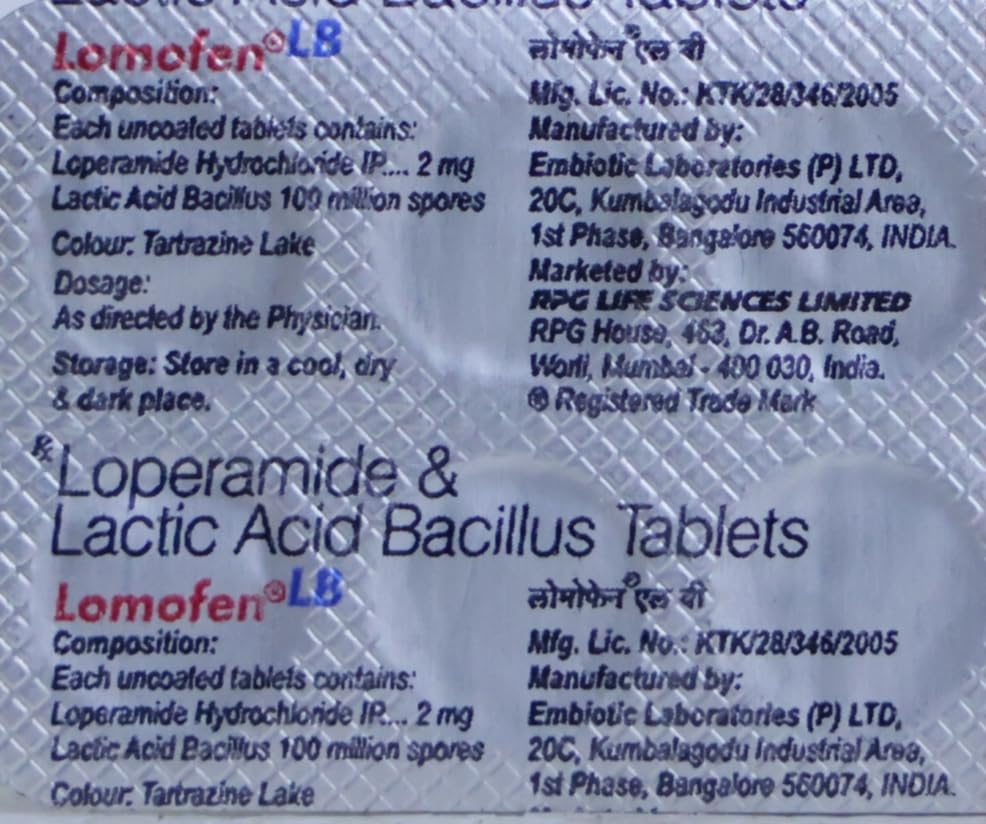 Lactic Acid Bacillus Tablets
Lomofen® LB
Composition:
Each uncoated tablets contains:
Loperamide Hydrochloride IP.... 2 mg
Lactic Acid Bacillus 100 million spores
Colour: Tartrazine Lake
Dosage:
As directed by the Physician.
Storage: Store in a cool, dry
& dark place.
लोमोफेन® एल बी
Mfg. Lic. No.: KTK/28/346/2005
Manufactured by:
Embiotic Laboratories (P) LTD,
20C, Kumbalagodu Industrial Area,
1st Phase, Bangalore 560074, INDIA.
Marketed by:
RPG LIFE SCIENCES LIMITED
RPG House, 463, Dr. A.B. Road,
Worli, Mumbai - 400 030, India.
® Registered Trade Mark
Rx Loperamide &
Lactic Acid Bacillus Tablets
Lomofen® LB
Composition:
Each uncoated tablets contains:
Loperamide Hydrochloride IP.... 2 mg
Lactic Acid Bacillus 100 million spores
Colour: Tartrazine Lake
लोमोफेन® एल बी
Mfg. Lic. No.: KTK/28/346/2005
Manufactured by:
Embiotic Laboratories (P) LTD,
20C, Kumbalagodu Industrial Area,
1st Phase, Bangalore 560074, INDIA.